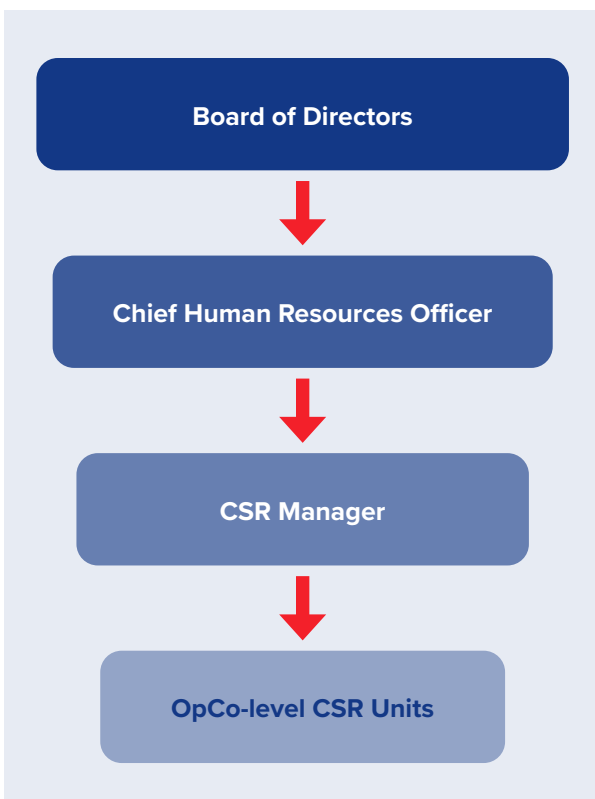 Board of Directors
Chief Human Resources Officer
CSR Manager
OpCo-level CSR Units